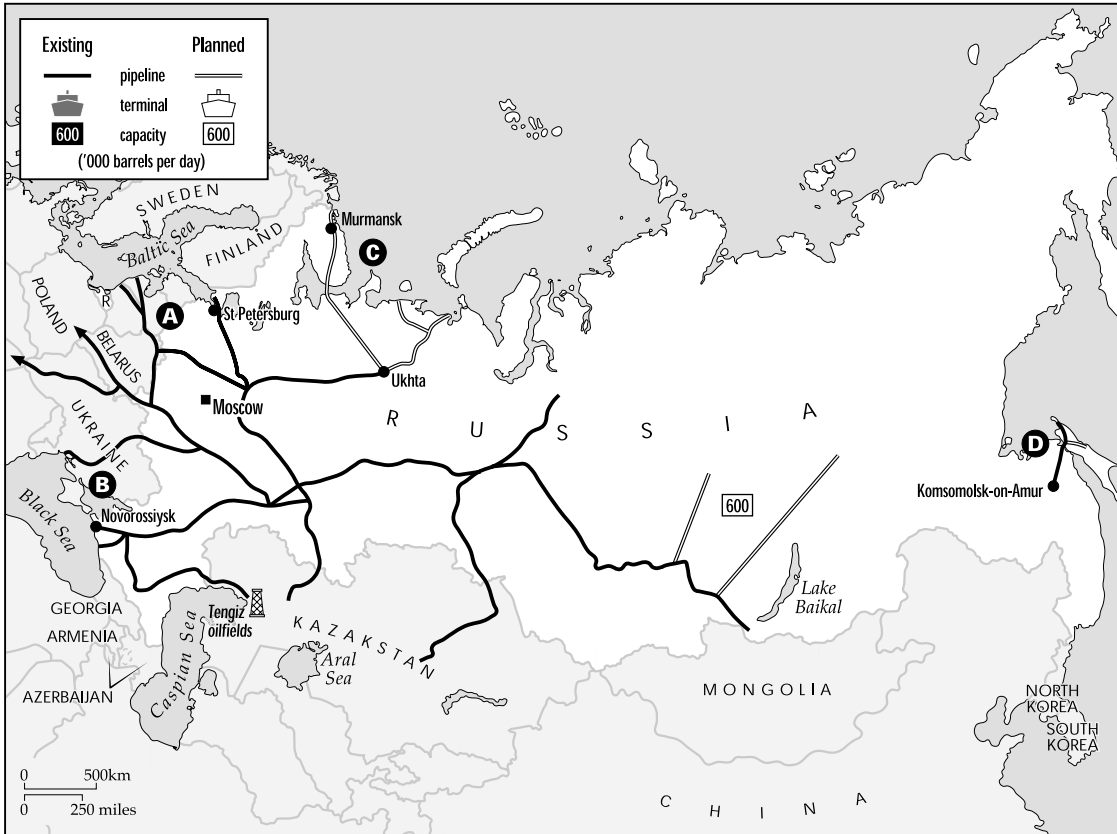 Existing Planned
pipeline
terminal
600 capacity 600
('000 barrels per day)
SWEDEN
Baltic Sea
FINLAND
Murmansk
C
R
POLAND
A
St Petersburg
BELARUS
Moscow
Ukhta
RUSSIA
UKRAINE
B
Black Sea
Novorossiysk
600
D
Komsomolsk-on-Amur
GEORGIA
ARMENIA
AZERBAIJAN
Caspian Sea
Tengiz
oilfields
KAZAKSTAN
Aral
Sea
Lake
Baikal
MONGOLIA
NORTH
KOREA
SOUTH
KOREA
CHINA
0 500km
0 250 miles